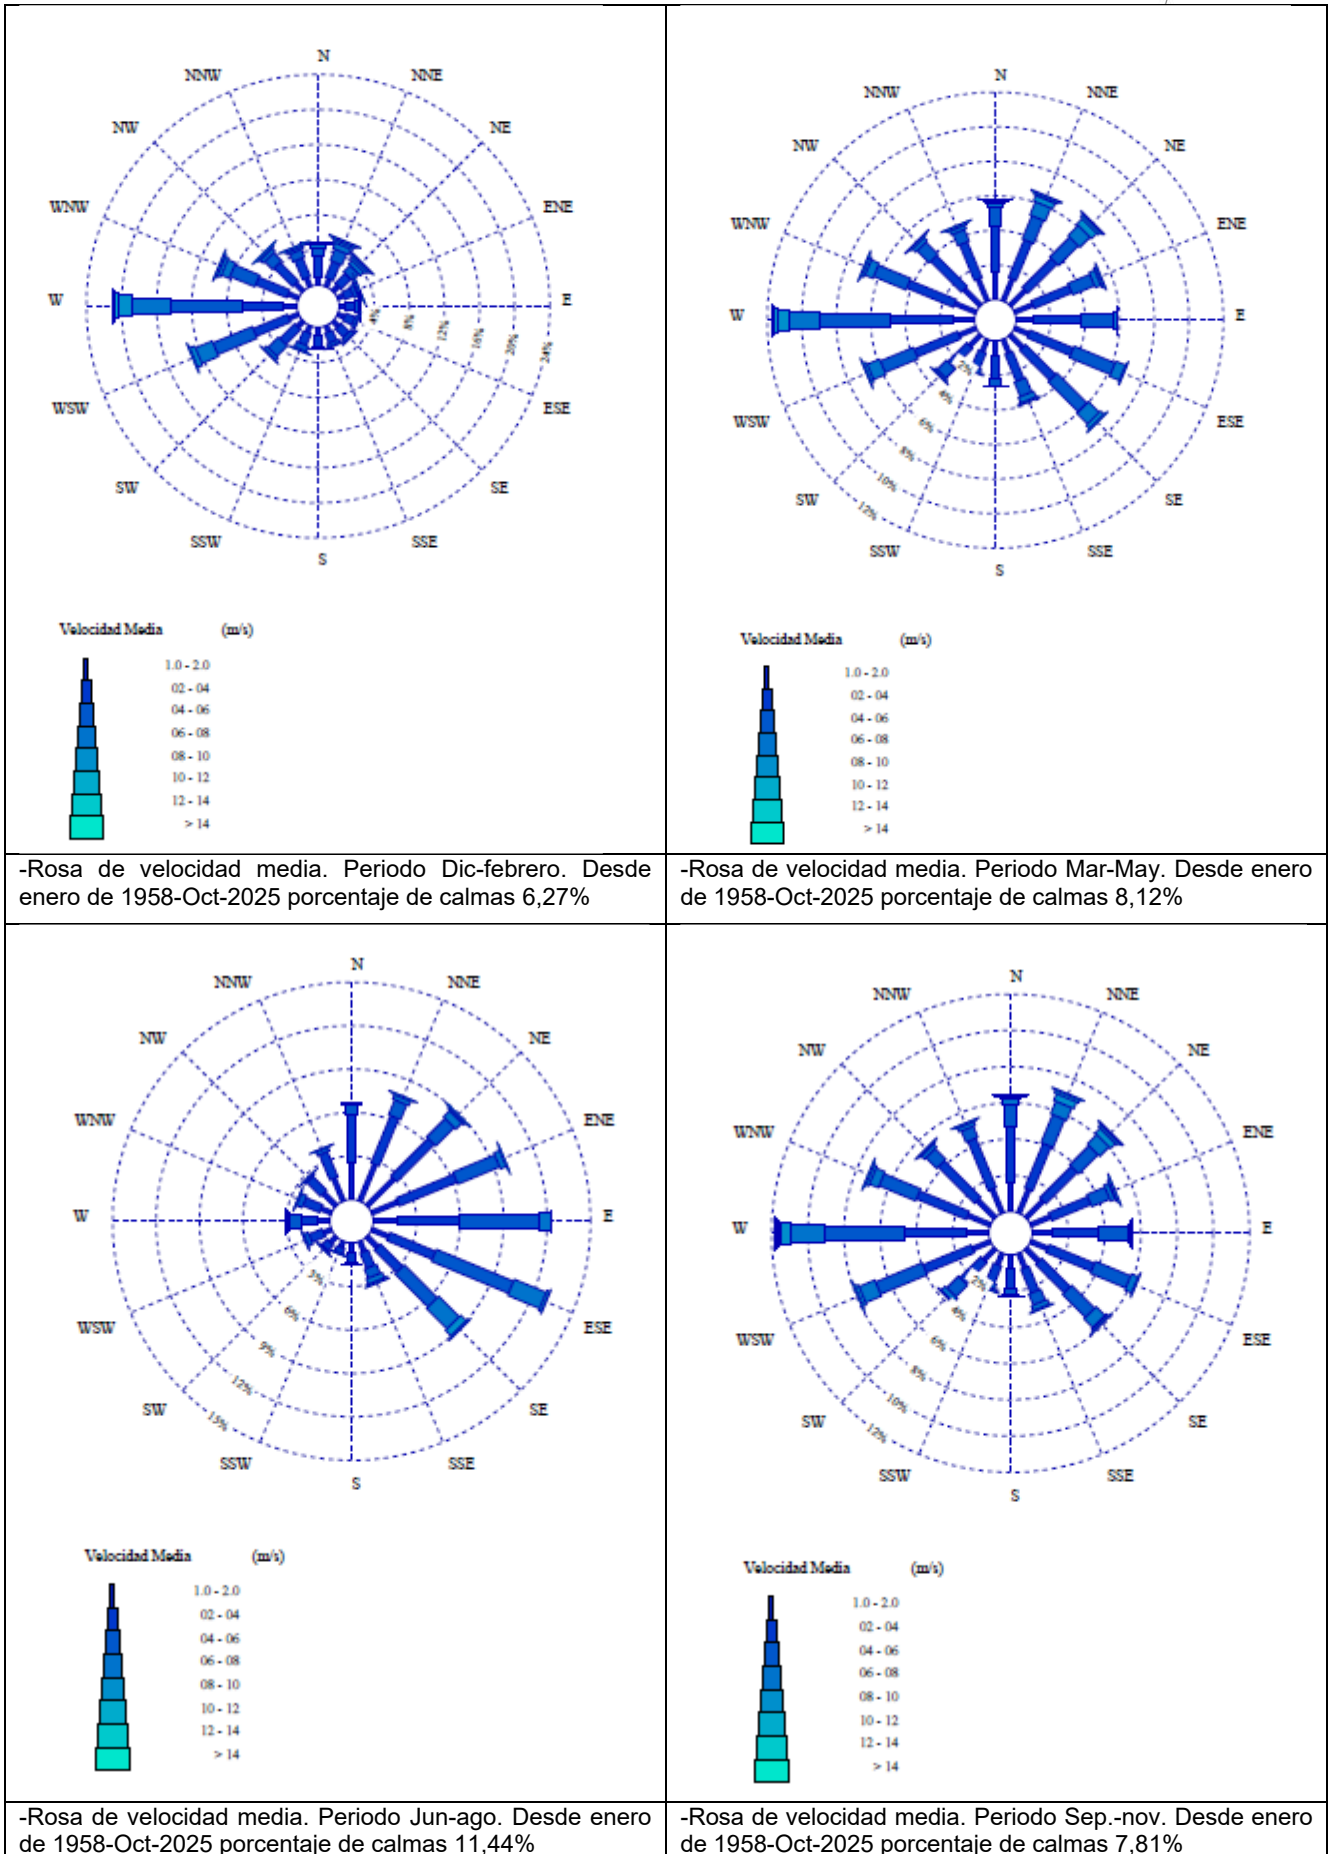 N
NNW NNE
NW NE
WNW ENE
W E
4% 8% 12% 16% 20% 24%
WSW ESE
SW SE
SSW SSE
S
Velocidad Media (m/s)
1.0 - 2.0
02 - 04
04 - 06
06 - 08
08 - 10
10 - 12
12 - 14
> 14
-Rosa de velocidad media. Periodo Dic-febrero. Desde
enero de 1958-Oct-2025 porcentaje de calmas 6,27%
N
NNW NNE
NW NE
WNW ENE
W E
2%
4%
6%
8%
10%
12%
WSW ESE
SW SE
SSW SSE
S
Velocidad Media (m/s)
1.0 - 2.0
02 - 04
04 - 06
06 - 08
08 - 10
10 - 12
12 - 14
> 14
-Rosa de velocidad media. Periodo Mar-May. Desde enero
de 1958-Oct-2025 porcentaje de calmas 8,12%
N
NNW NNE
NW NE
WNW ENE
W E
3%
6%
9%
12%
15%
WSW ESE
SW SE
SSW SSE
S
Velocidad Media (m/s)
1.0 - 2.0
02 - 04
04 - 06
06 - 08
08 - 10
10 - 12
12 - 14
> 14
-Rosa de velocidad media. Periodo Jun-ago. Desde enero
de 1958-Oct-2025 porcentaje de calmas 11,44%
N
NNW NNE
NW NE
WNW ENE
W E
2%
4%
6%
8%
10%
12%
WSW ESE
SW SE
SSW SSE
S
Velocidad Media (m/s)
1.0 - 2.0
02 - 04
04 - 06
06 - 08
08 - 10
10 - 12
12 - 14
> 14
-Rosa de velocidad media. Periodo Sep.-nov. Desde enero
de 1958-Oct-2025 porcentaje de calmas 7,81%